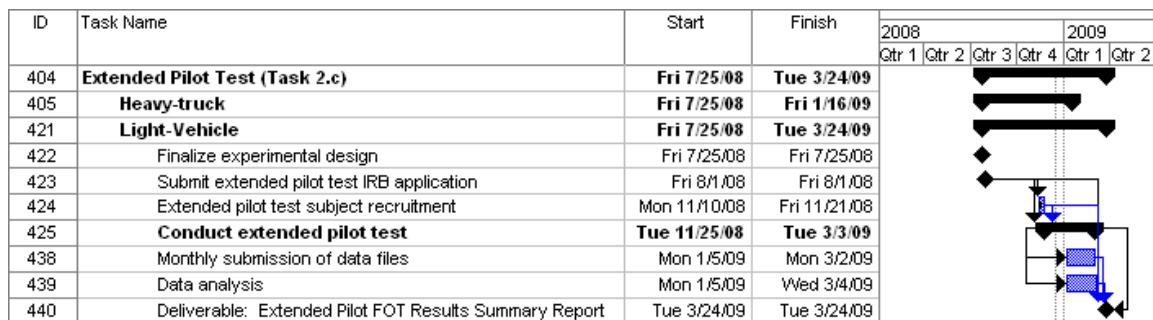 ID Task Name Start Finish 2008 2009
Qtr 1 Qtr 2 Qtr 3 Qtr 4 Qtr 1 Qtr 2
404 Extended Pilot Test (Task 2.c) Fri 7/25/08 Tue 3/24/09
405 Heavy-truck Fri 7/25/08 Fri 1/16/09
421 Light-Vehicle Fri 7/25/08 Tue 3/24/09
422 Finalize experimental design Fri 7/25/08 Fri 7/25/08
423 Submit extended pilot test IRB application Fri 8/1/08 Fri 8/1/08
424 Extended pilot test subject recruitment Mon 11/10/08 Fri 11/21/08
425 Conduct extended pilot test Tue 11/25/08 Tue 3/3/09
438 Monthly submission of data files Mon 1/5/09 Mon 3/2/09
439 Data analysis Mon 1/5/09 Wed 3/4/09
440 Deliverable: Extended Pilot FOT Results Summary Report Tue 3/24/09 Tue 3/24/09